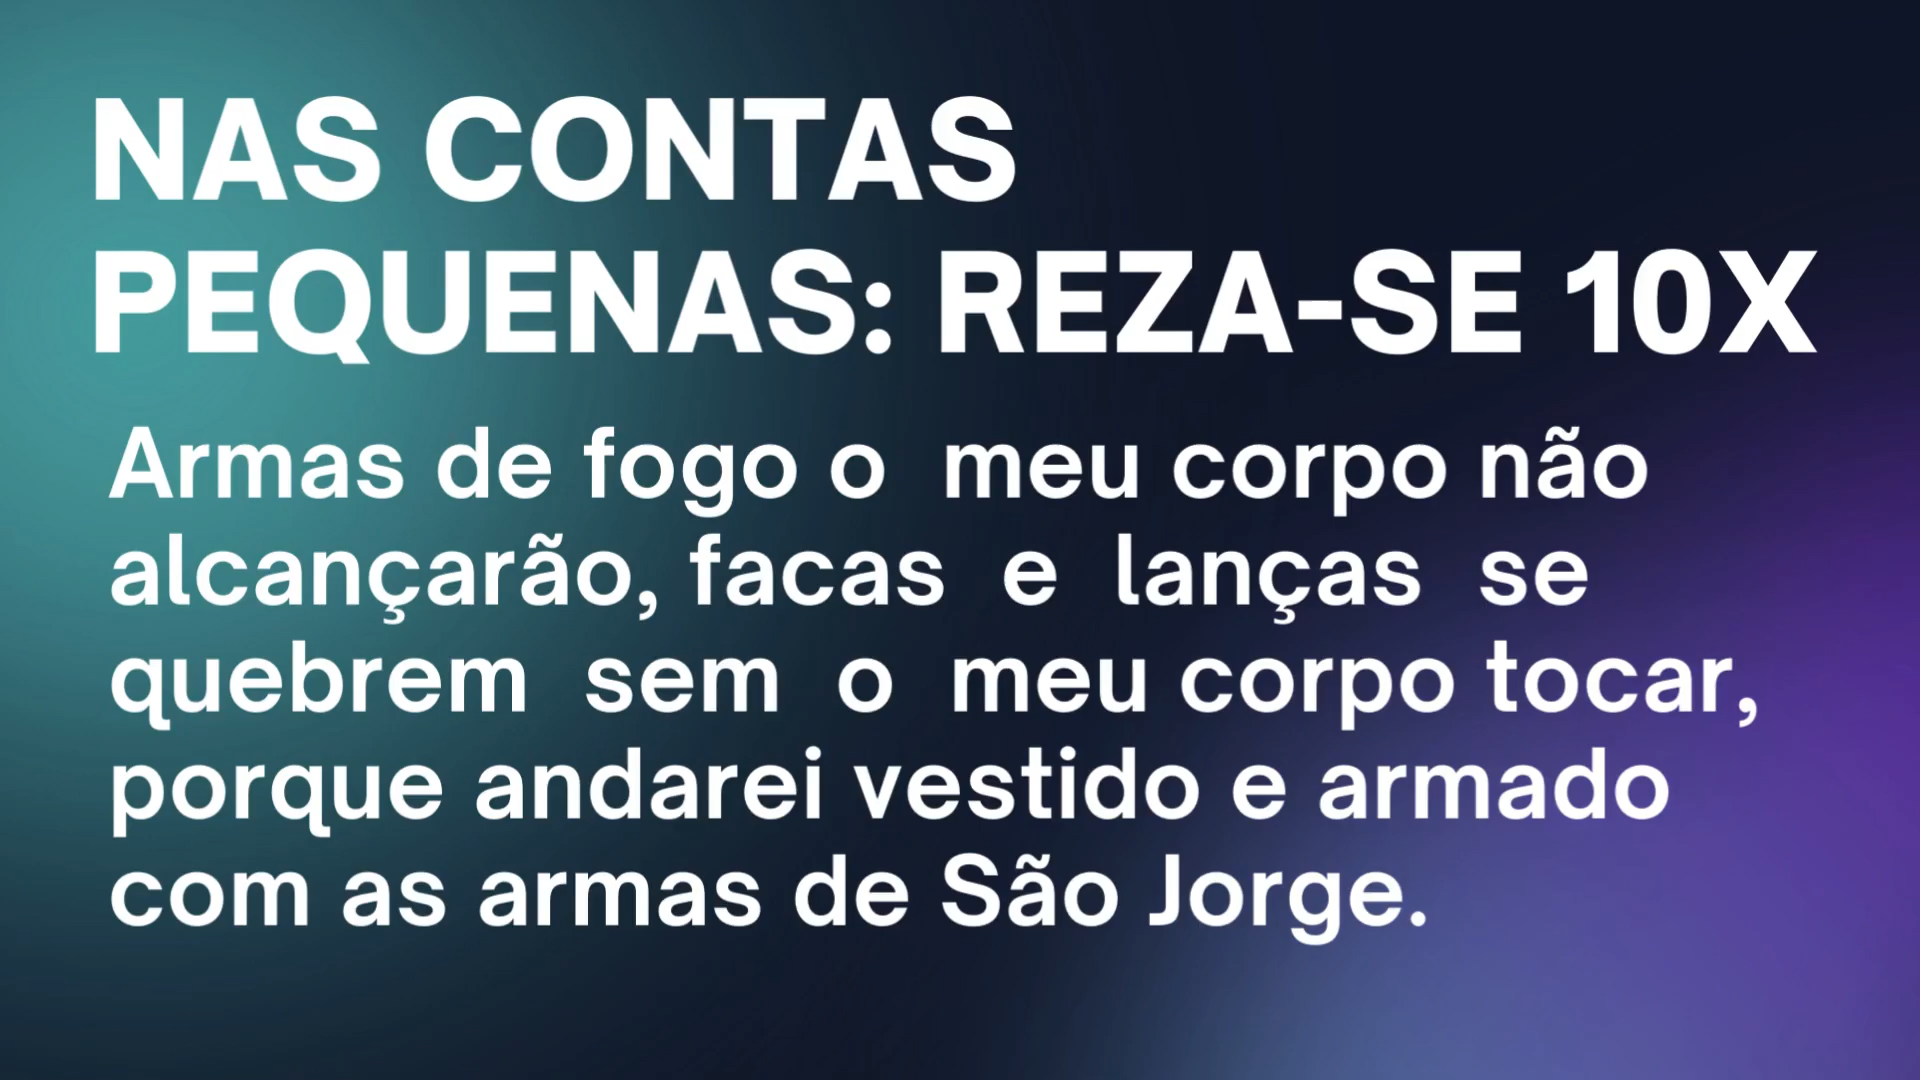 NAS CONTAS
PEQUENAS: REZA-SE 10X
Armas de fogo o meu corpo não
alcançarão, facas e lanças se
quebrem sem o meu corpo tocar,
porque andarei vestido e armado
com as armas de São Jorge.